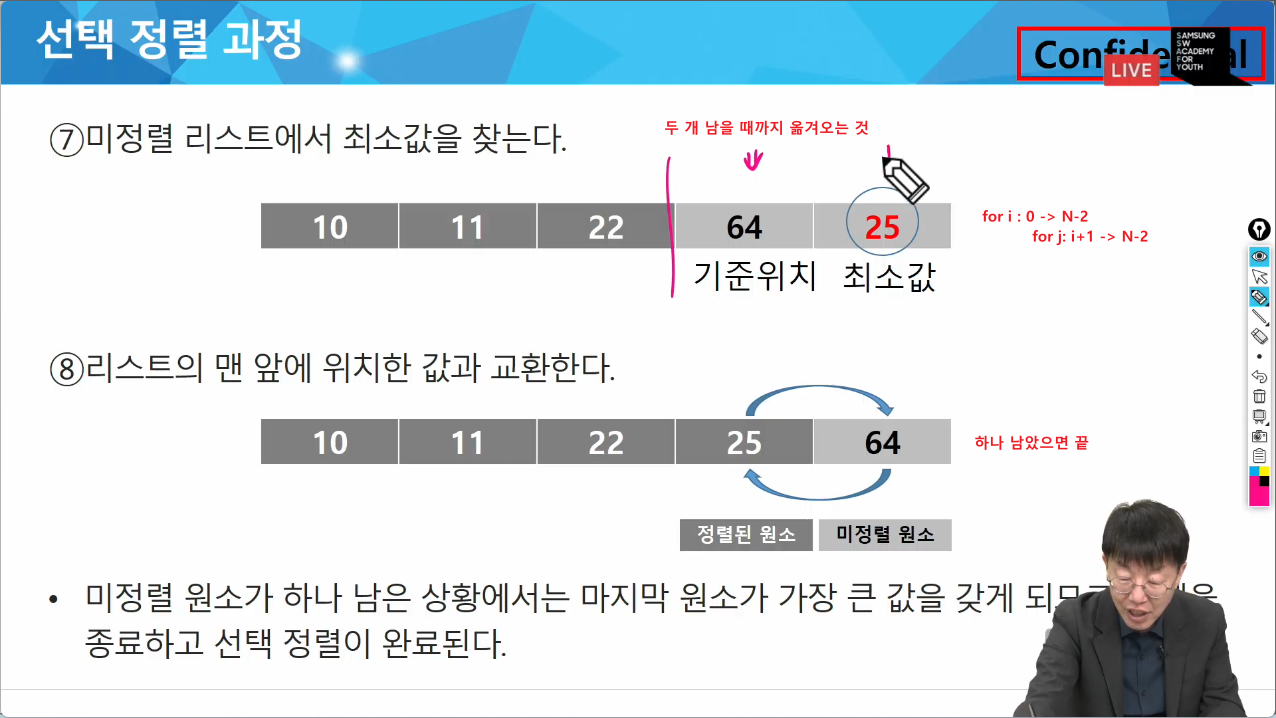 선택 정렬 과정
Confide al
LIVE
SAMSUNG
SW
ACADEMY
FOR
YOUTH
⑦미정렬 리스트에서 최소값을 찾는다.
두 개 남을 때까지 옮겨오는 것
10 11 22 64 25
기준위치 최소값
for i : 0 -> N-2
for j: i+1 -> N-2
⑧리스트의 맨 앞에 위치한 값과 교환한다.
10 11 22 25 64
하나 남았으면 끝
정렬된 원소 미정렬 원소
• 미정렬 원소가 하나 남은 상황에서는 마지막 원소가 가장 큰 값을 갖게
종료하고 선택 정렬이 완료된다.